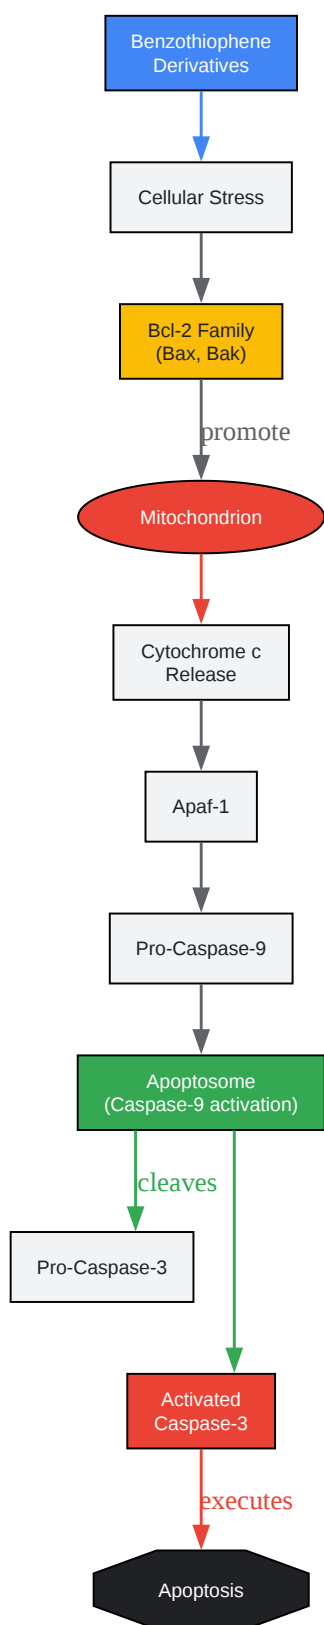 Benzothiophene
Derivatives
Cellular Stress
Bcl-2 Family
(Bax, Bak)
promote
Mitochondrion
Cytochrome c
Release
Apaf-1
Pro-Caspase-9
Apoptosome
(Caspase-9 activation)
cleaves
Pro-Caspase-3
Activated
Caspase-3
executes
Apoptosis